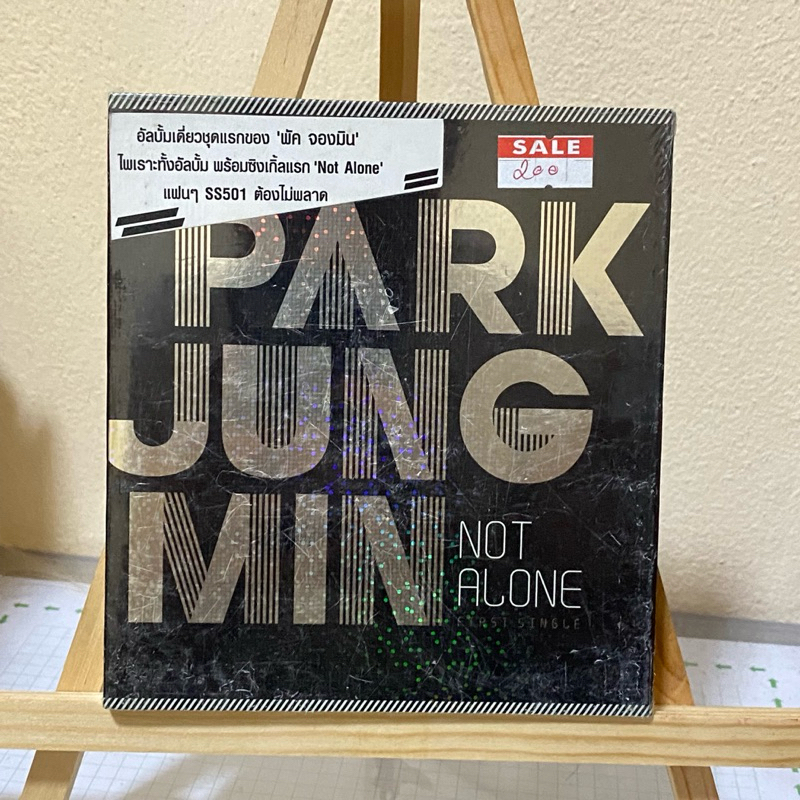 อัลบั้มเดี่ยวชุดแรกของ 'พัค จองมิน'
ไพเราะทั้งอัลบั้ม พร้อมซิงเกิ้ลแรก 'Not Alone'
แฟนๆ SS501 ต้องไม่พลาด
SALE
200
PARK
JUNG
MIN
NOT
ALONE
FIRST SINGLE